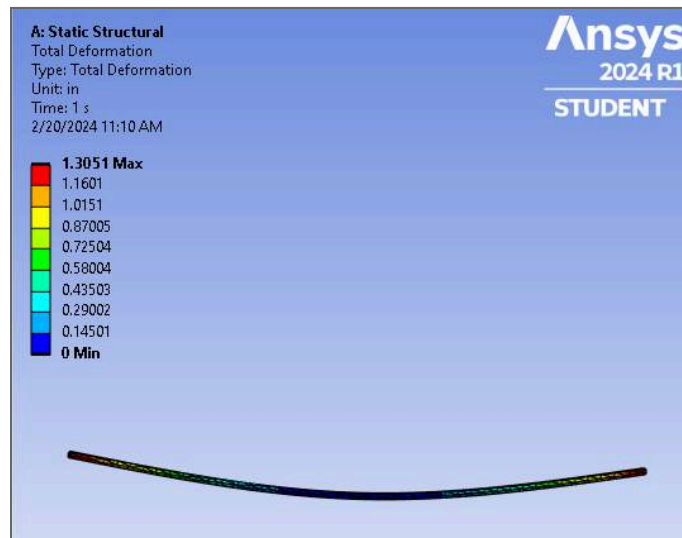 A: Static Structural
Total Deformation
Type: Total Deformation
Unit: in
Time: 1 s
2/20/2024 11:10 AM
Ansys
2024 R1
STUDENT
1.3051 Max
1.1601
1.0151
0.87005
0.72504
0.58004
0.43503
0.29002
0.14501
0 Min